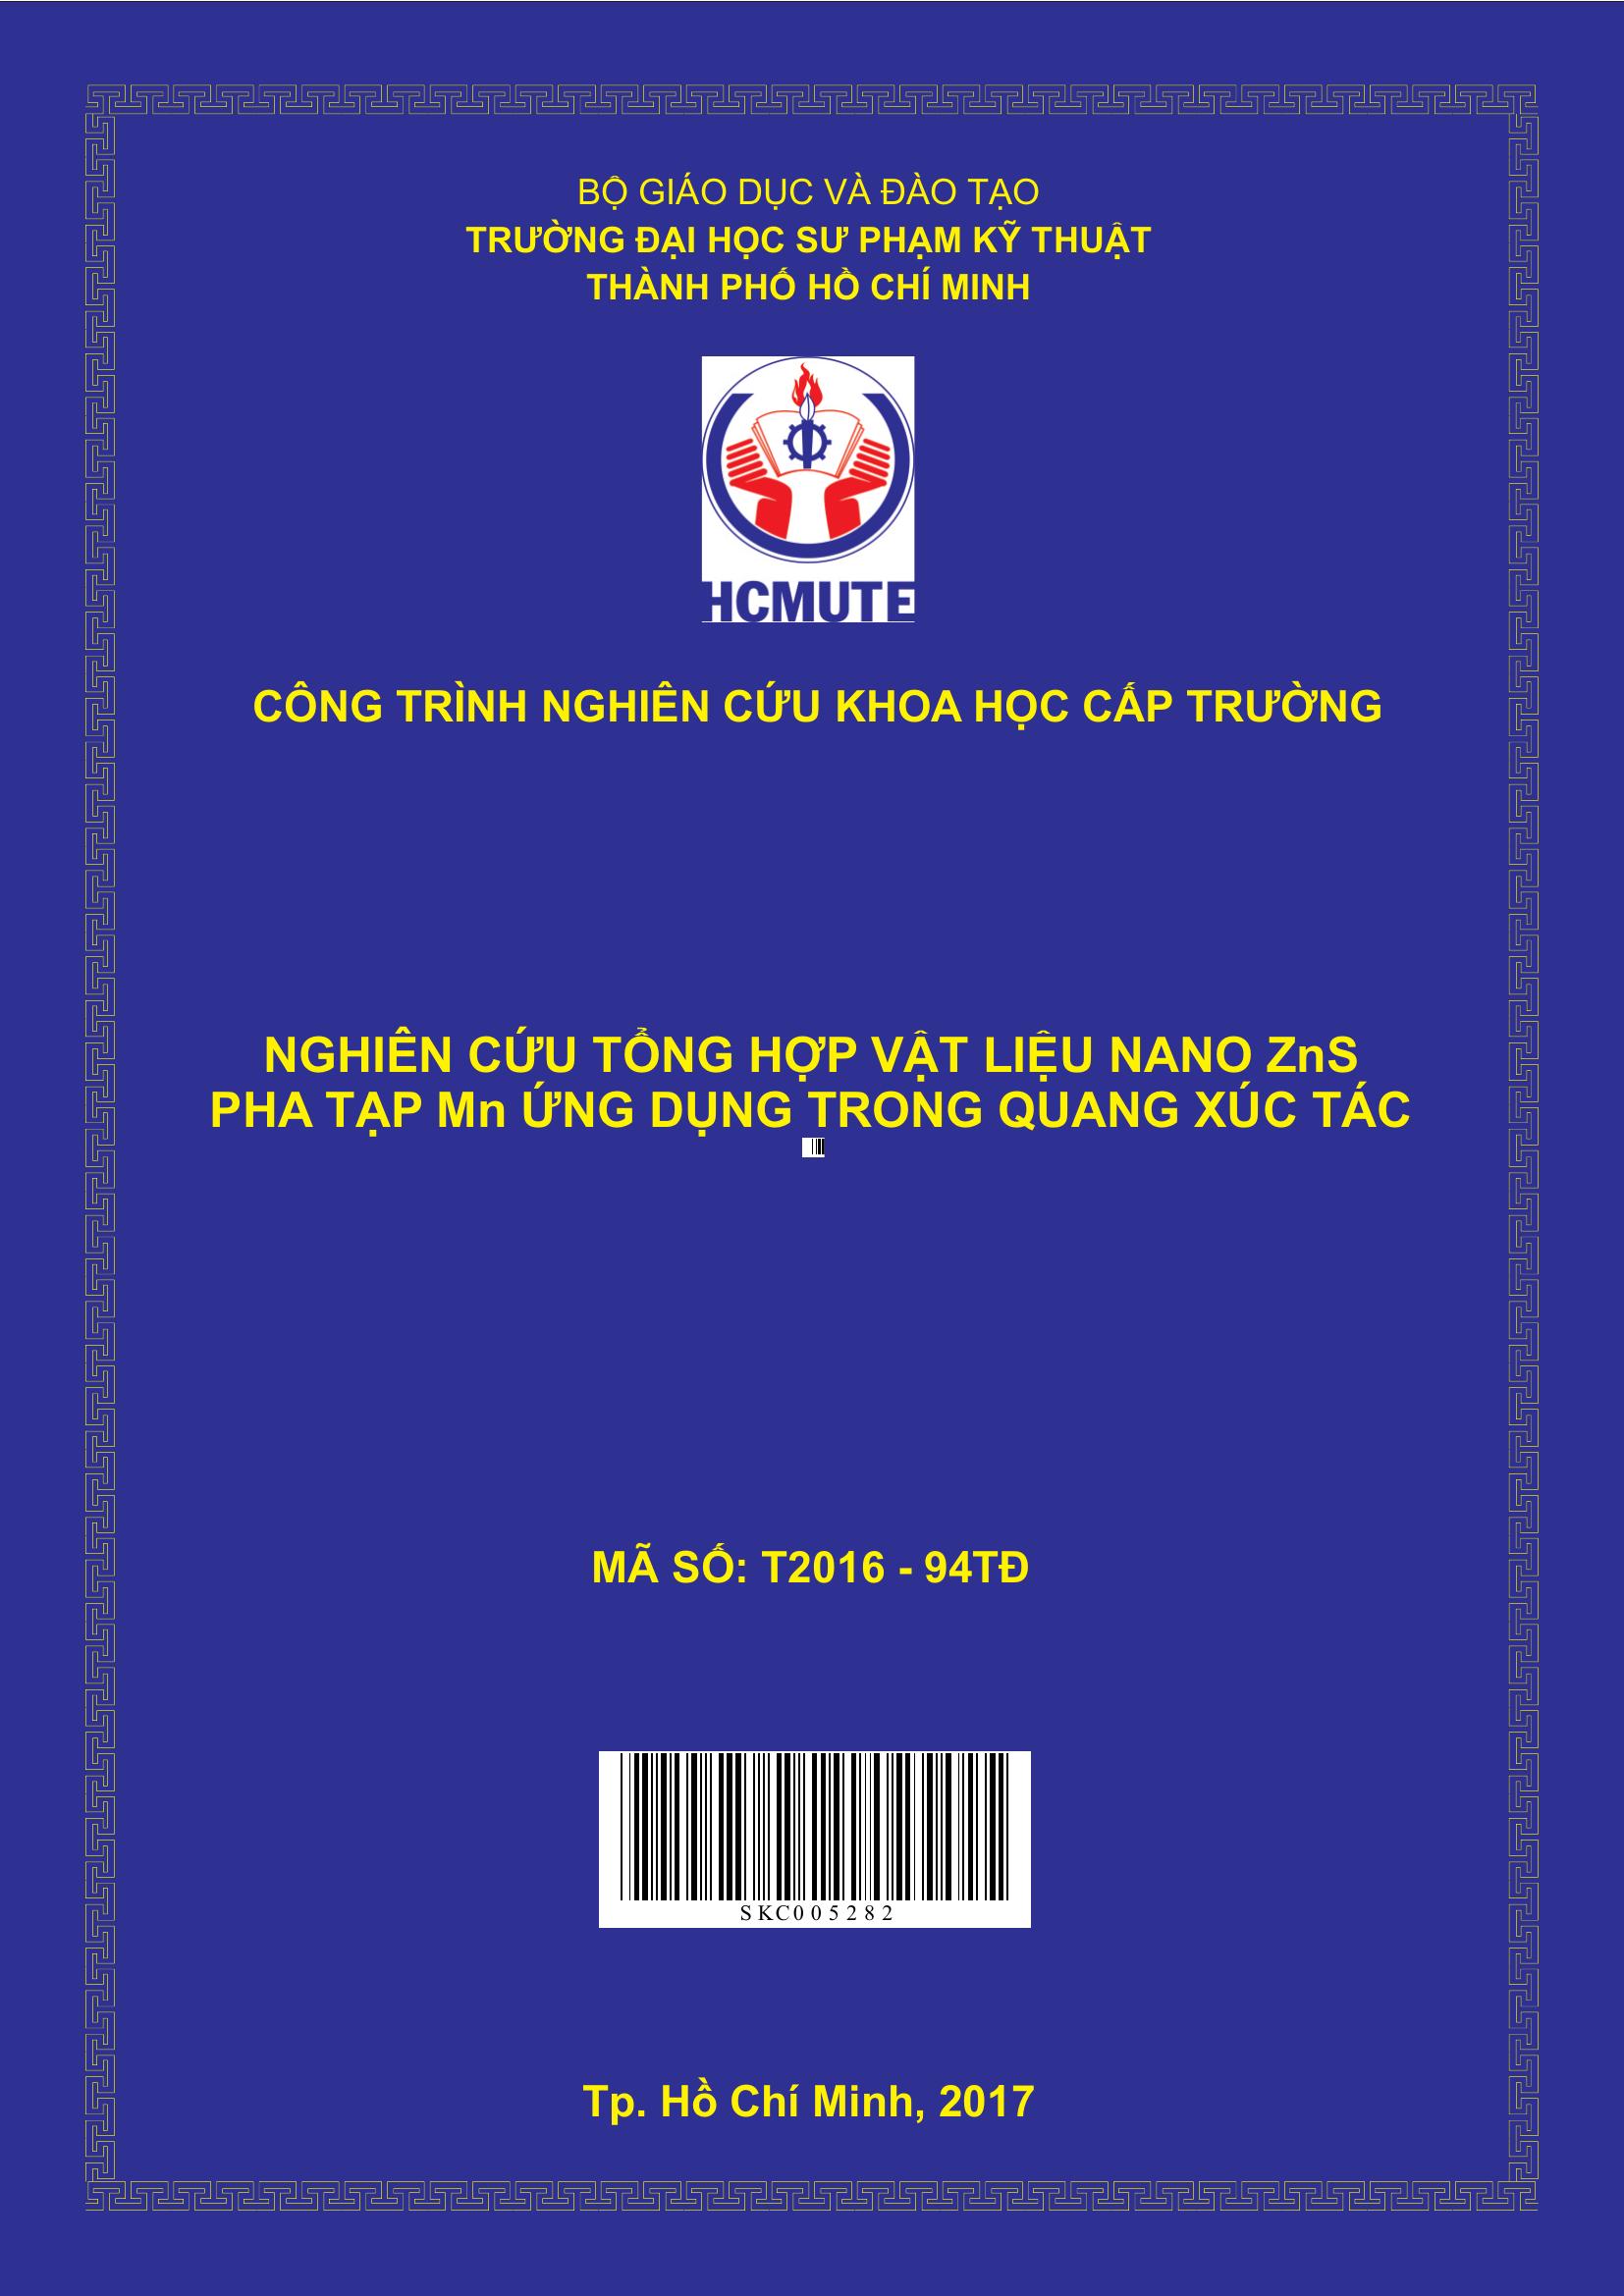 BỘ GIÁO DỤC VÀ ĐÀO TẠO
TRƯỜNG ĐẠI HỌC SƯ PHẠM KỸ THUẬT
THÀNH PHỐ HỒ CHÍ MINH
HCMUTE
CÔNG TRÌNH NGHIÊN CỨU KHOA HỌC CẤP TRƯỜNG
NGHIÊN CỨU TỔNG HỢP VẬT LIỆU NANO ZnS
PHA TẠP Mn ỨNG DỤNG TRONG QUANG XÚC TÁC
MÃ SỐ: T2016 - 94TĐ
SKC005282
Tp. Hồ Chí Minh, 2017